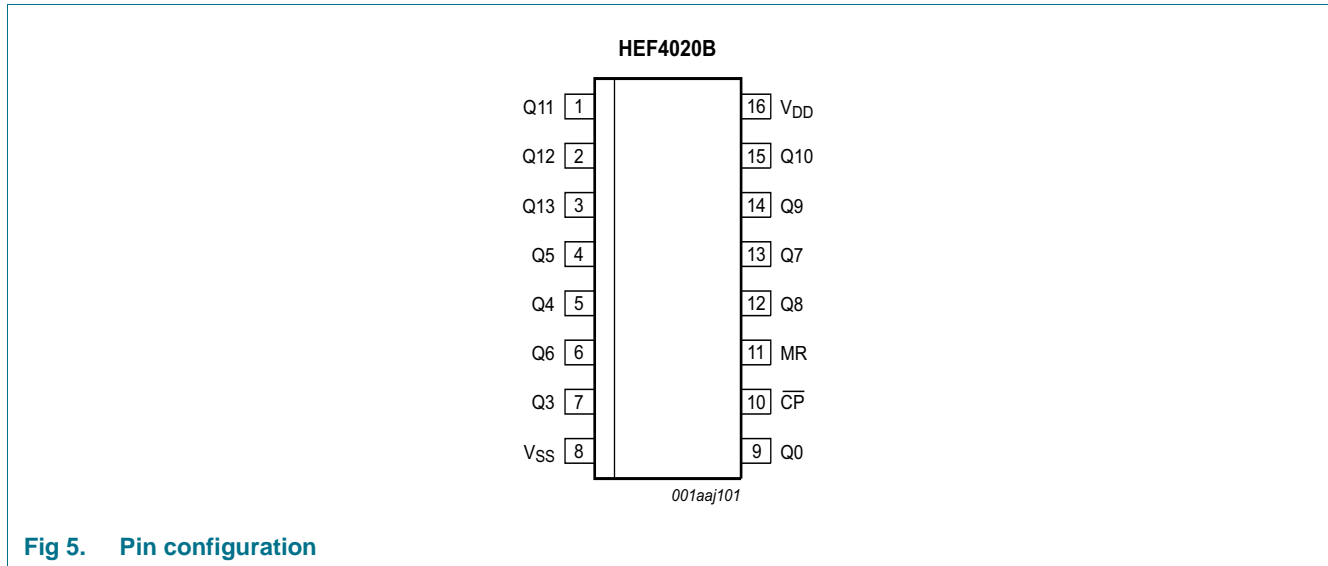 HEF4020B
Q11 1 16 VDD
Q12 2 15 Q10
Q13 3 14 Q9
Q5 4 13 Q7
Q4 5 12 Q8
Q6 6 11 MR
Q3 7 10 C̅P̅
VSS 8 9 Q0
001aaj101
Fig 5. Pin configuration